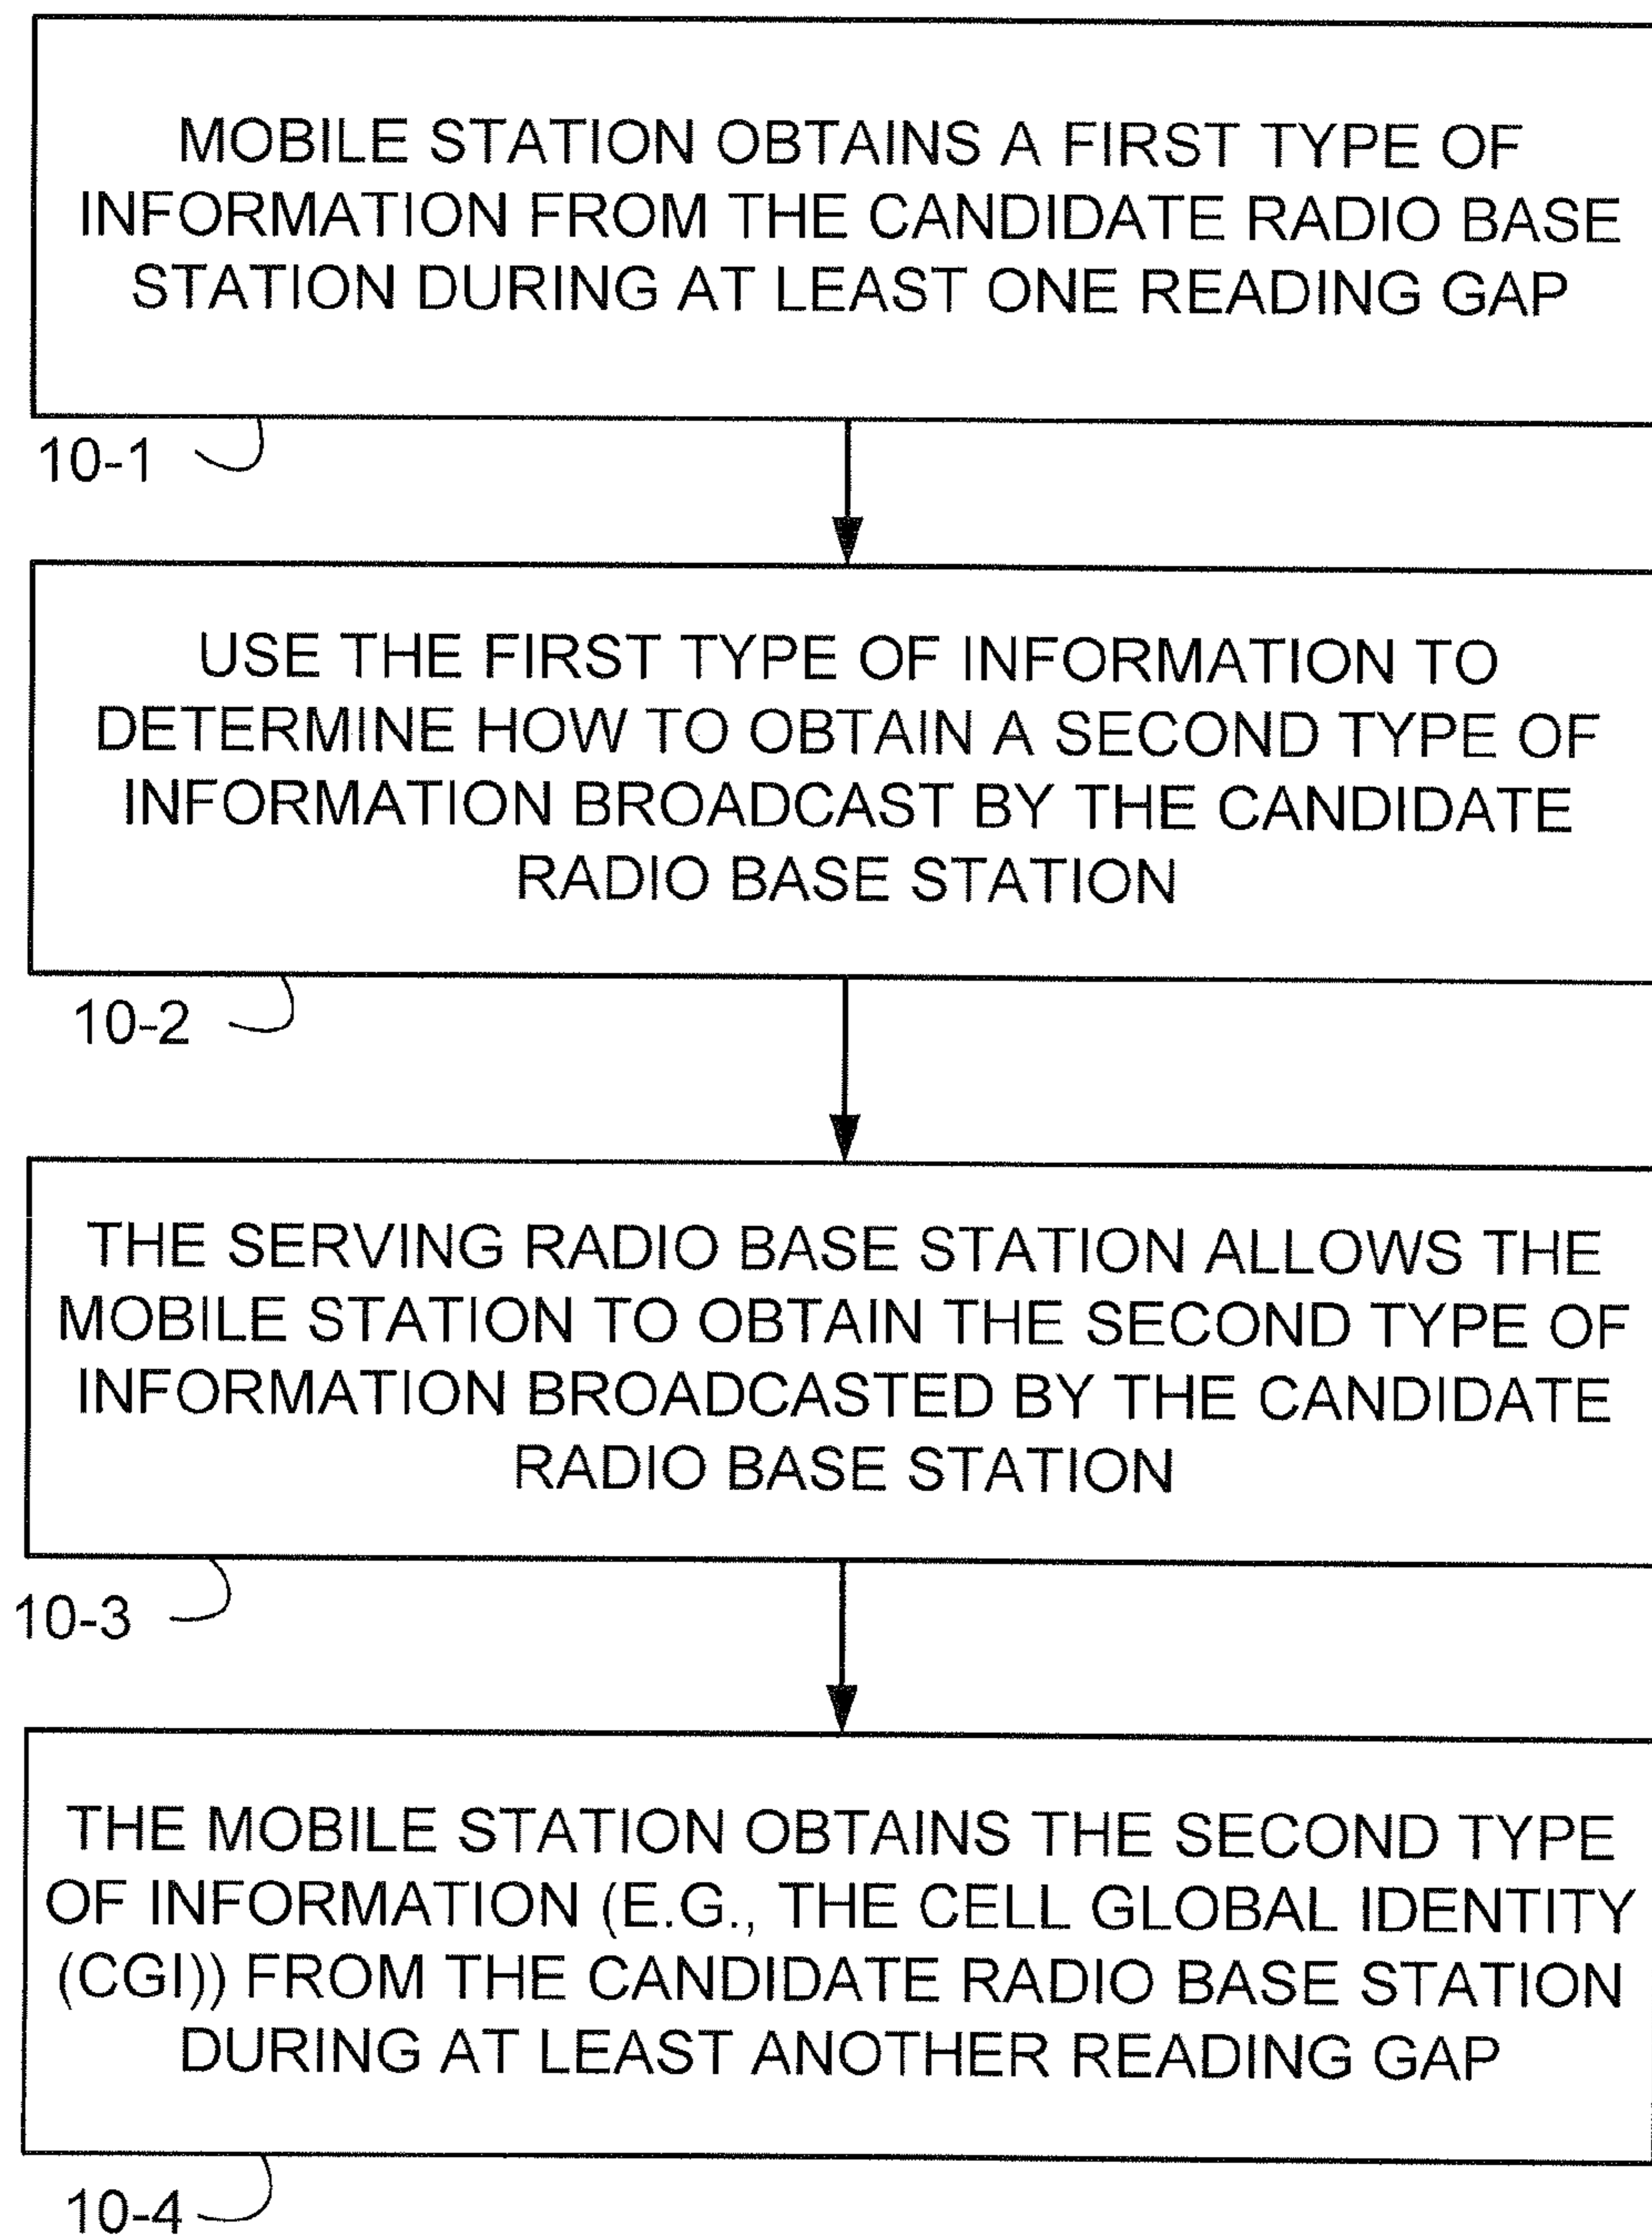 MOBILE STATION OBTAINS A FIRST TYPE OF
INFORMATION FROM THE CANDIDATE RADIO BASE
STATION DURING AT LEAST ONE READING GAP
10-1
USE THE FIRST TYPE OF INFORMATION TO
DETERMINE HOW TO OBTAIN A SECOND TYPE OF
INFORMATION BROADCAST BY THE CANDIDATE
RADIO BASE STATION
10-2
THE SERVING RADIO BASE STATION ALLOWS THE
MOBILE STATION TO OBTAIN THE SECOND TYPE OF
INFORMATION BROADCASTED BY THE CANDIDATE
RADIO BASE STATION
10-3
THE MOBILE STATION OBTAINS THE SECOND TYPE
OF INFORMATION (E.G., THE CELL GLOBAL IDENTITY
(CGI)) FROM THE CANDIDATE RADIO BASE STATION
DURING AT LEAST ANOTHER READING GAP
10-4